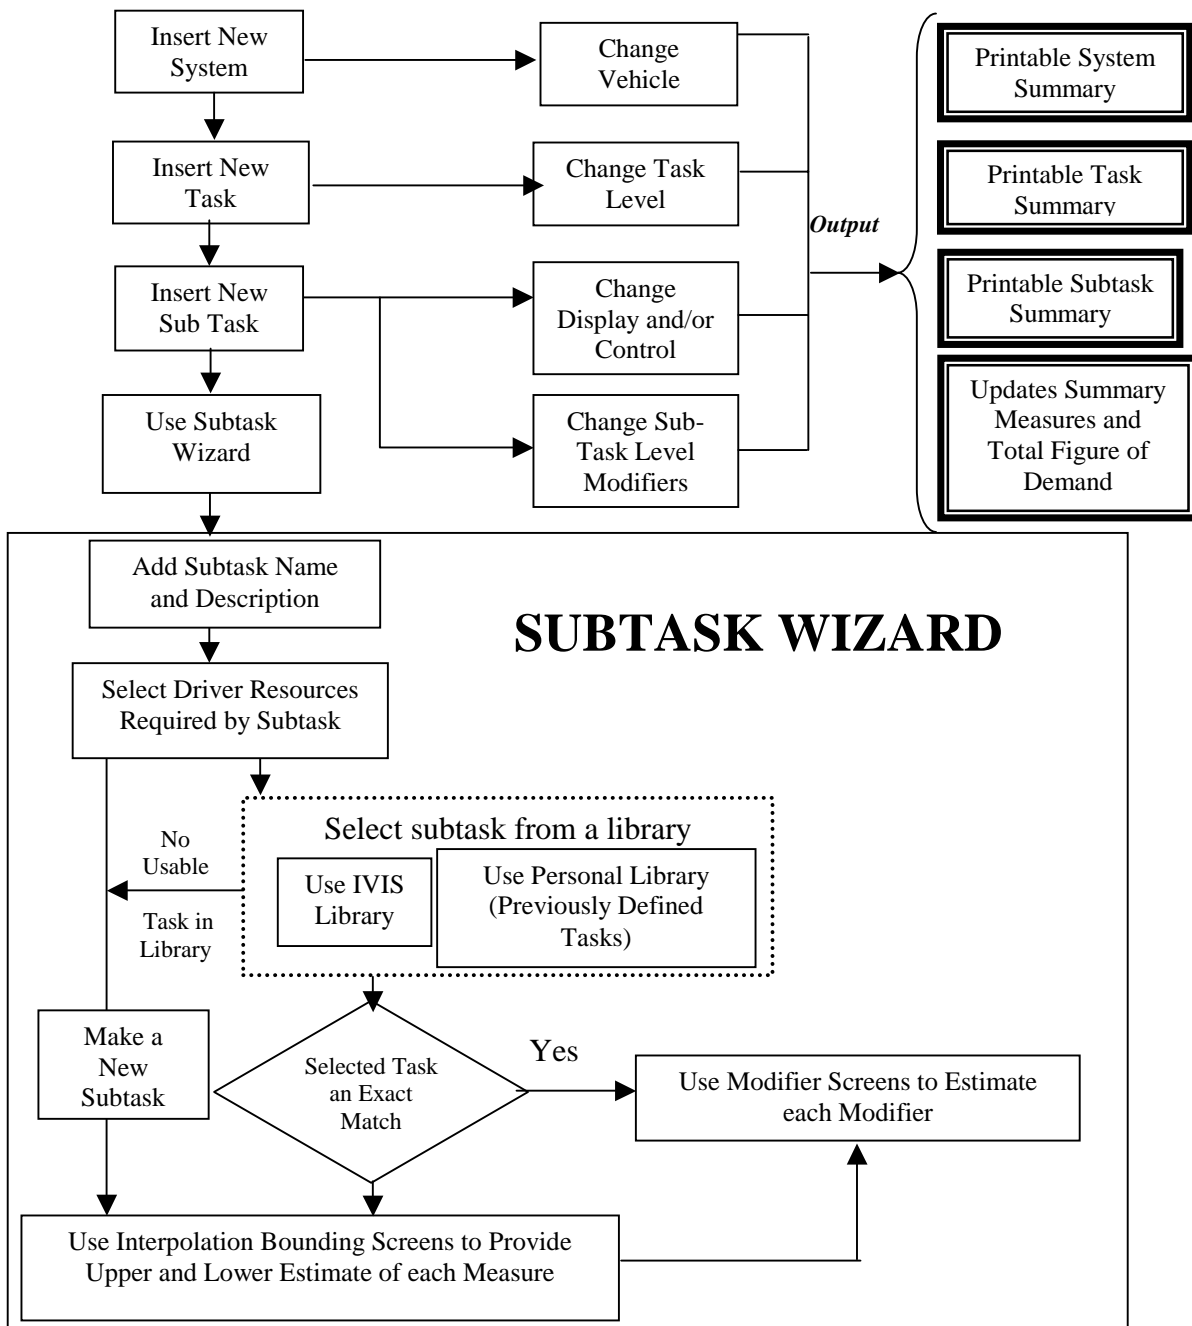 Insert New
System
Change
Vehicle
Printable System
Summary
Insert New
Task
Change Task
Level
Printable Task
Summary
Output
Insert New
Sub Task
Change
Display and/or
Control
Printable Subtask
Summary
Use Subtask
Wizard
Change Sub-
Task Level
Modifiers
Updates Summary
Measures and
Total Figure of
Demand
Add Subtask Name
and Description
SUBTASK WIZARD
Select Driver Resources
Required by Subtask
Select subtask from a library
No
Usable
Task in
Library
Use IVIS
Library
Use Personal Library
(Previously Defined
Tasks)
Make a
New
Subtask
Selected Task
an Exact
Match
Yes
Use Modifier Screens to Estimate
each Modifier
Use Interpolation Bounding Screens to Provide
Upper and Lower Estimate of each Measure